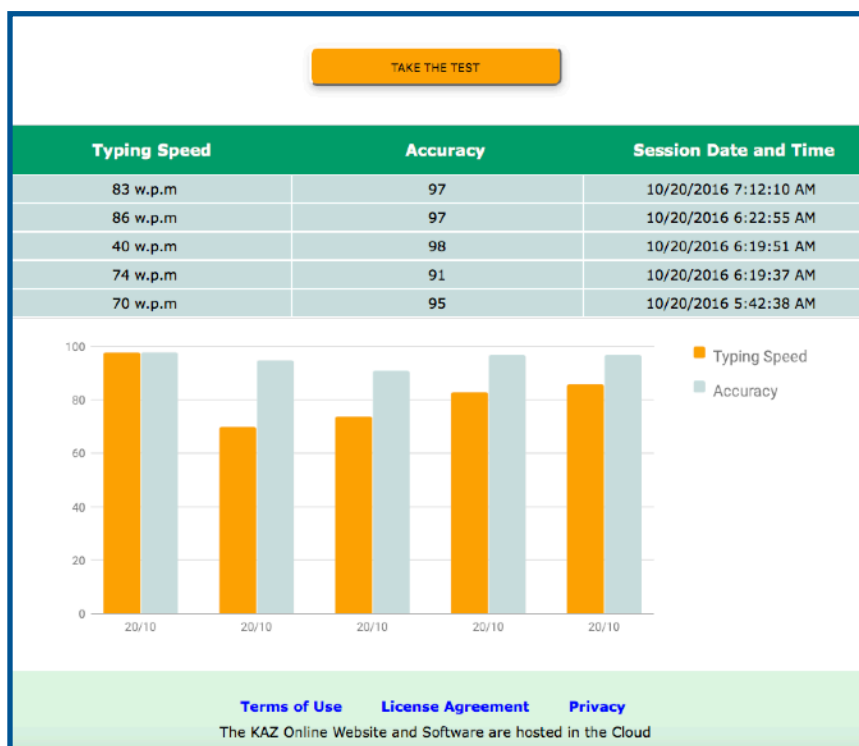 TAKE THE TEST
Typing Speed Accuracy Session Date and Time
83 w.p.m 97 10/20/2016 7:12:10 AM
86 w.p.m 97 10/20/2016 6:22:55 AM
40 w.p.m 98 10/20/2016 6:19:51 AM
74 w.p.m 91 10/20/2016 6:19:37 AM
70 w.p.m 95 10/20/2016 5:42:38 AM
100
80
60
40
20
0
20/10 20/10 20/10 20/10 20/10
Typing Speed
Accuracy
Terms of Use License Agreement Privacy
The KAZ Online Website and Software are hosted in the Cloud